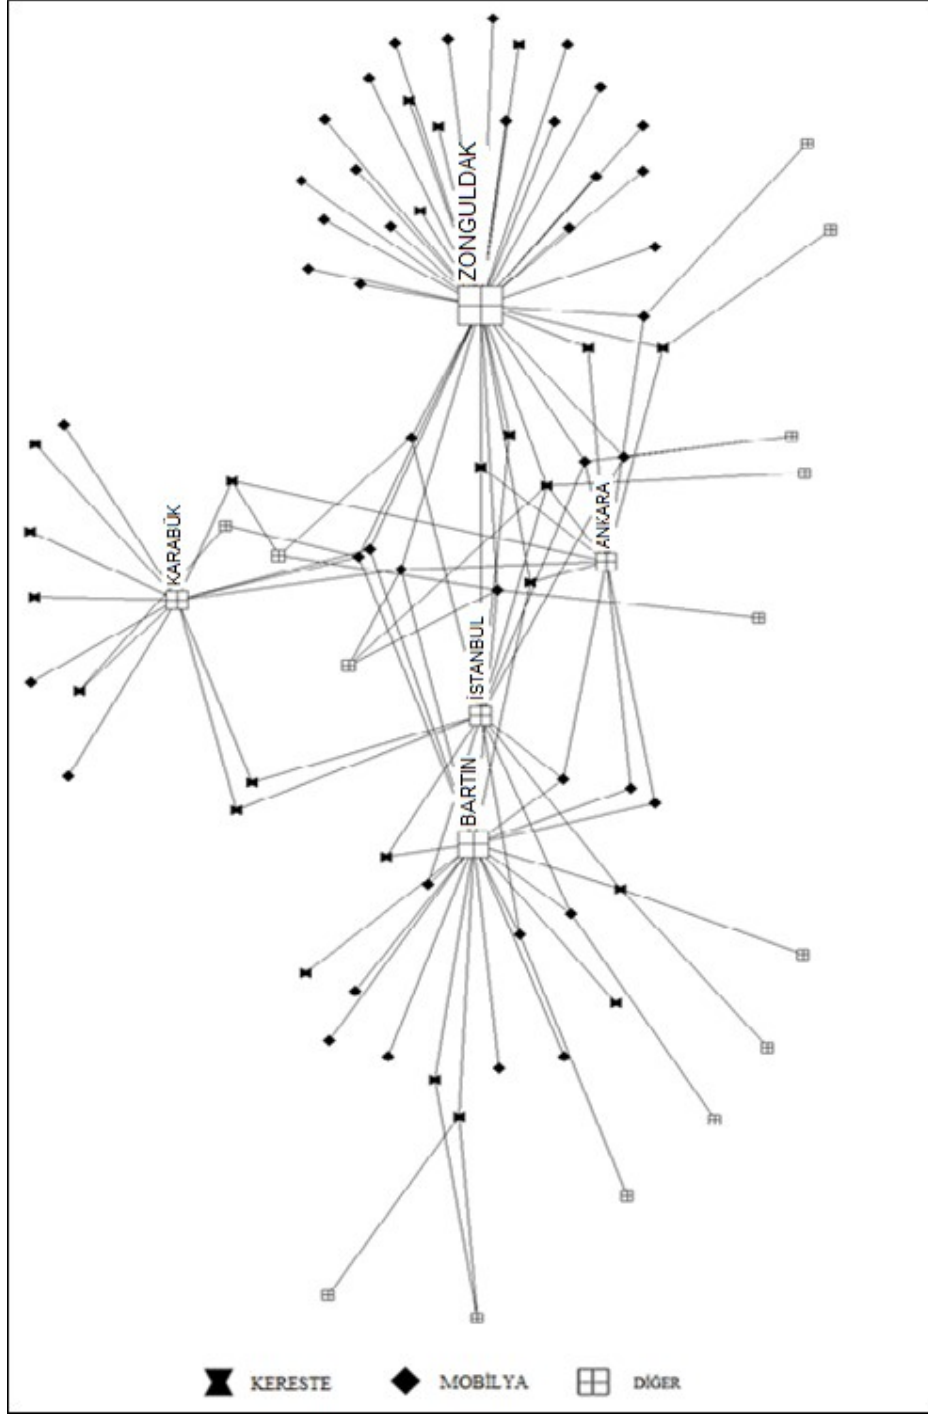 ZONGULDAK
KARABÜK
ANKARA
İSTANBUL
BARTIN
KERESTE MOBİLYA DİĞER